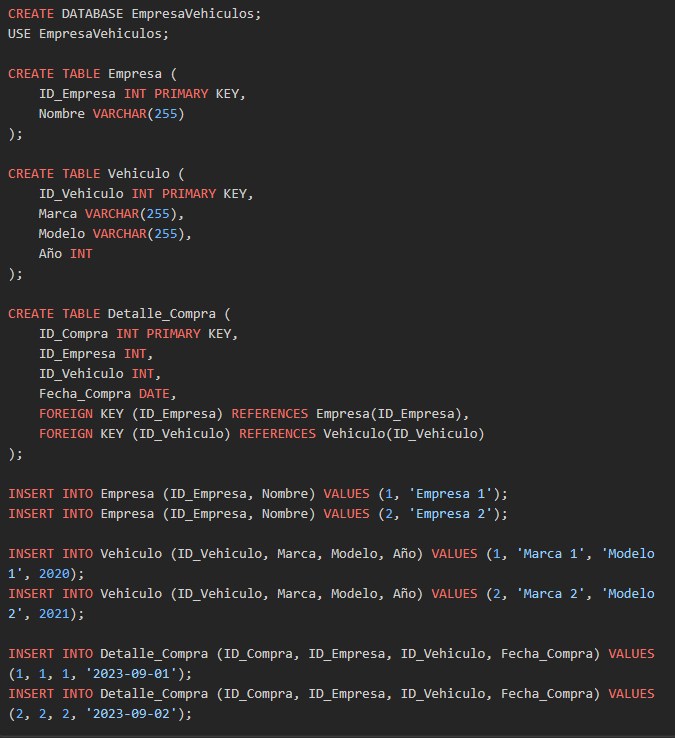 CREATE DATABASE EmpresaVehiculos;
USE EmpresaVehiculos;

CREATE TABLE Empresa (
    ID_Empresa INT PRIMARY KEY,
    Nombre VARCHAR(255)
);

CREATE TABLE Vehiculo (
    ID_Vehiculo INT PRIMARY KEY,
    Marca VARCHAR(255),
    Modelo VARCHAR(255),
    Año INT
);

CREATE TABLE Detalle_Compra (
    ID_Compra INT PRIMARY KEY,
    ID_Empresa INT,
    ID_Vehiculo INT,
    Fecha_Compra DATE,
    FOREIGN KEY (ID_Empresa) REFERENCES Empresa(ID_Empresa),
    FOREIGN KEY (ID_Vehiculo) REFERENCES Vehiculo(ID_Vehiculo)
);

INSERT INTO Empresa (ID_Empresa, Nombre) VALUES (1, 'Empresa 1');
INSERT INTO Empresa (ID_Empresa, Nombre) VALUES (2, 'Empresa 2');

INSERT INTO Vehiculo (ID_Vehiculo, Marca, Modelo, Año) VALUES (1, 'Marca 1', 'Modelo
1', 2020);
INSERT INTO Vehiculo (ID_Vehiculo, Marca, Modelo, Año) VALUES (2, 'Marca 2', 'Modelo
2', 2021);

INSERT INTO Detalle_Compra (ID_Compra, ID_Empresa, ID_Vehiculo, Fecha_Compra) VALUES
(1, 1, 1, '2023-09-01');
INSERT INTO Detalle_Compra (ID_Compra, ID_Empresa, ID_Vehiculo, Fecha_Compra) VALUES
(2, 2, 2, '2023-09-02');